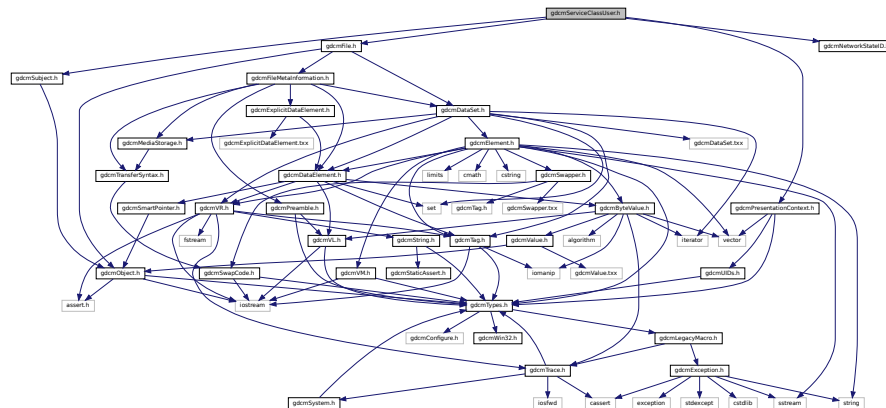 gdcmServiceClassUser.h
gdcmFile.h
gdcmNetworkStateID.
gdcmSubject.h
gdcmFileMetaInformation.h
gdcmExplicitDataElement.h
gdcmDataSet.h
gdcmMediaStorage.h
gdcmExplicitDataElement.txx
gdcmElement.h
gdcmDataSet.txx
gdcmTransferSyntax.h
gdcmDataElement.h
limits
cmath
cstring
gdcmSwapper.h
gdcmSmartPointer.h
gdcmVR.h
gdcmPreamble.h
set
gdcmTag.h
gdcmSwapper.txx
gdcmByteValue.h
gdcmPresentationContext.h
fstream
gdcmVL.h
gdcmString.h
gdcmTag.h
gdcmValue.h
algorithm
iterator
vector
gdcmObject.h
gdcmSwapCode.h
gdcmVM.h
gdcmStaticAssert.h
iomanip
gdcmValue.txx
gdcmUIDs.h
assert.h
iostream
gdcmTypes.h
gdcmConfigure.h
gdcmWin32.h
gdcmLegacyMacro.h
gdcmTrace.h
gdcmException.h
gdcmSystem.h
iosfwd
cassert
exception
stdexcept
cstdlib
sstream
string